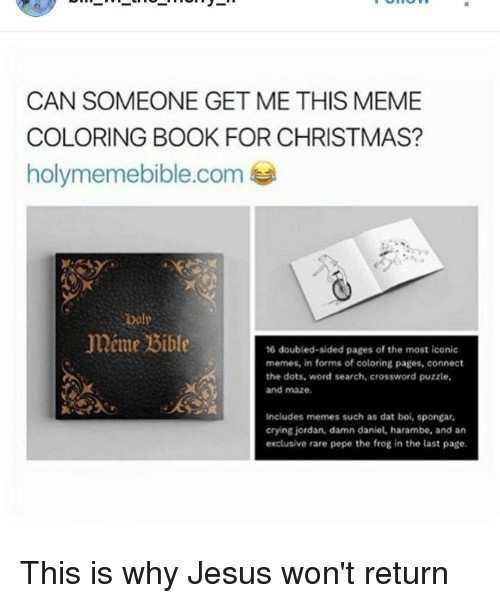 CAN SOMEONE GET ME THIS MEME
COLORING BOOK FOR CHRISTMAS?
holymemebible.com 😂
Holy
Meme Bible
16 doubled-sided pages of the most iconic
memes, in forms of coloring pages, connect
the dots, word search, crossword puzzle,
and maze.
Includes memes such as dat boi, spongar,
crying jordan, damn daniel, harambe, and an
exclusive rare pepe the frog in the last page.
This is why Jesus won't return